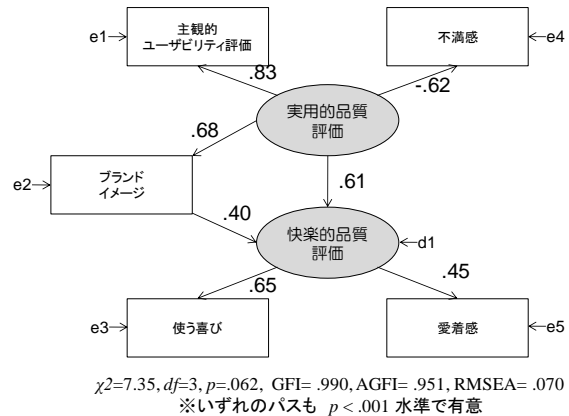 e1
主観的
ユーザビリティ評価
不満感
e4
.83
-.62
実用的品質
評価
.68
e2
ブランド
イメージ
.61
.40
快楽的品質
評価
d1
.65
.45
e3
使う喜び
愛着感
e5
χ2=7.35, df=3, p=.062, GFI= .990, AGFI= .951, RMSEA= .070
※いずれのパスも p < .001 水準で有意